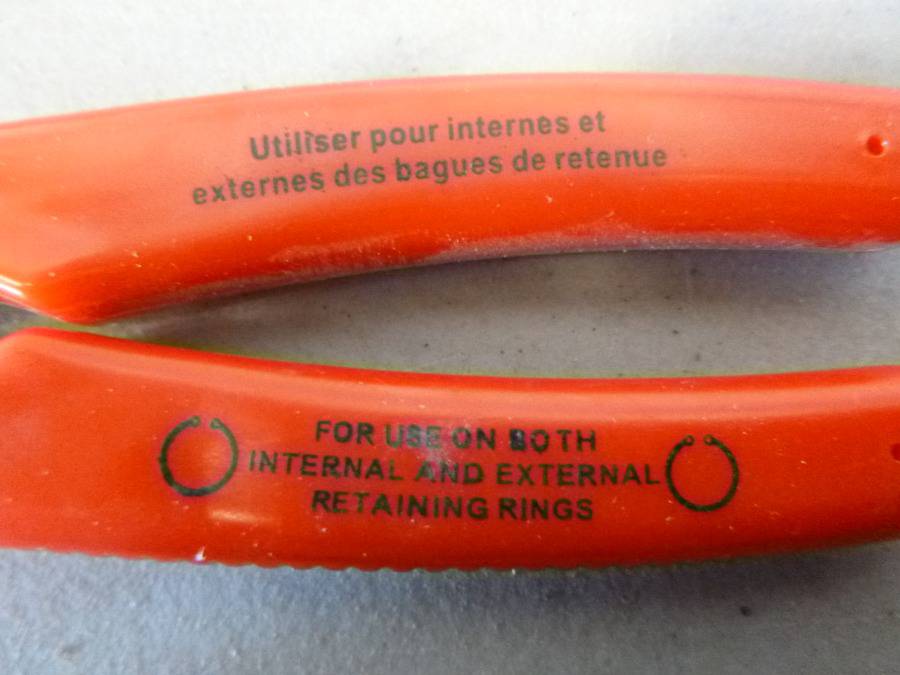 Utiliser pour internes et
externes des bagues de retenue
FOR USE ON BOTH
INTERNAL AND EXTERNAL
RETAINING RINGS